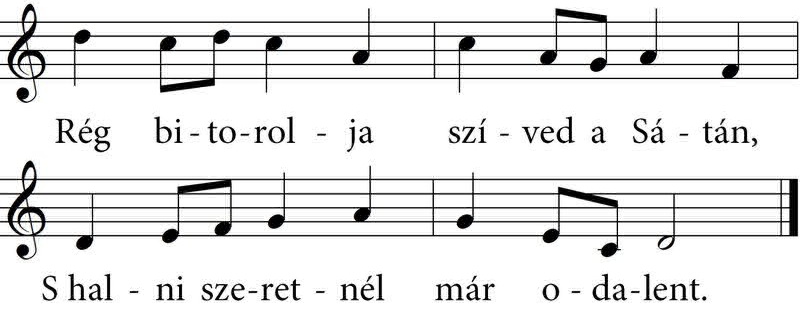 Rég bi - to - rol - ja szí - ved a Sá - tán,
S hal - ni sze - ret - nél már o - da - lent.